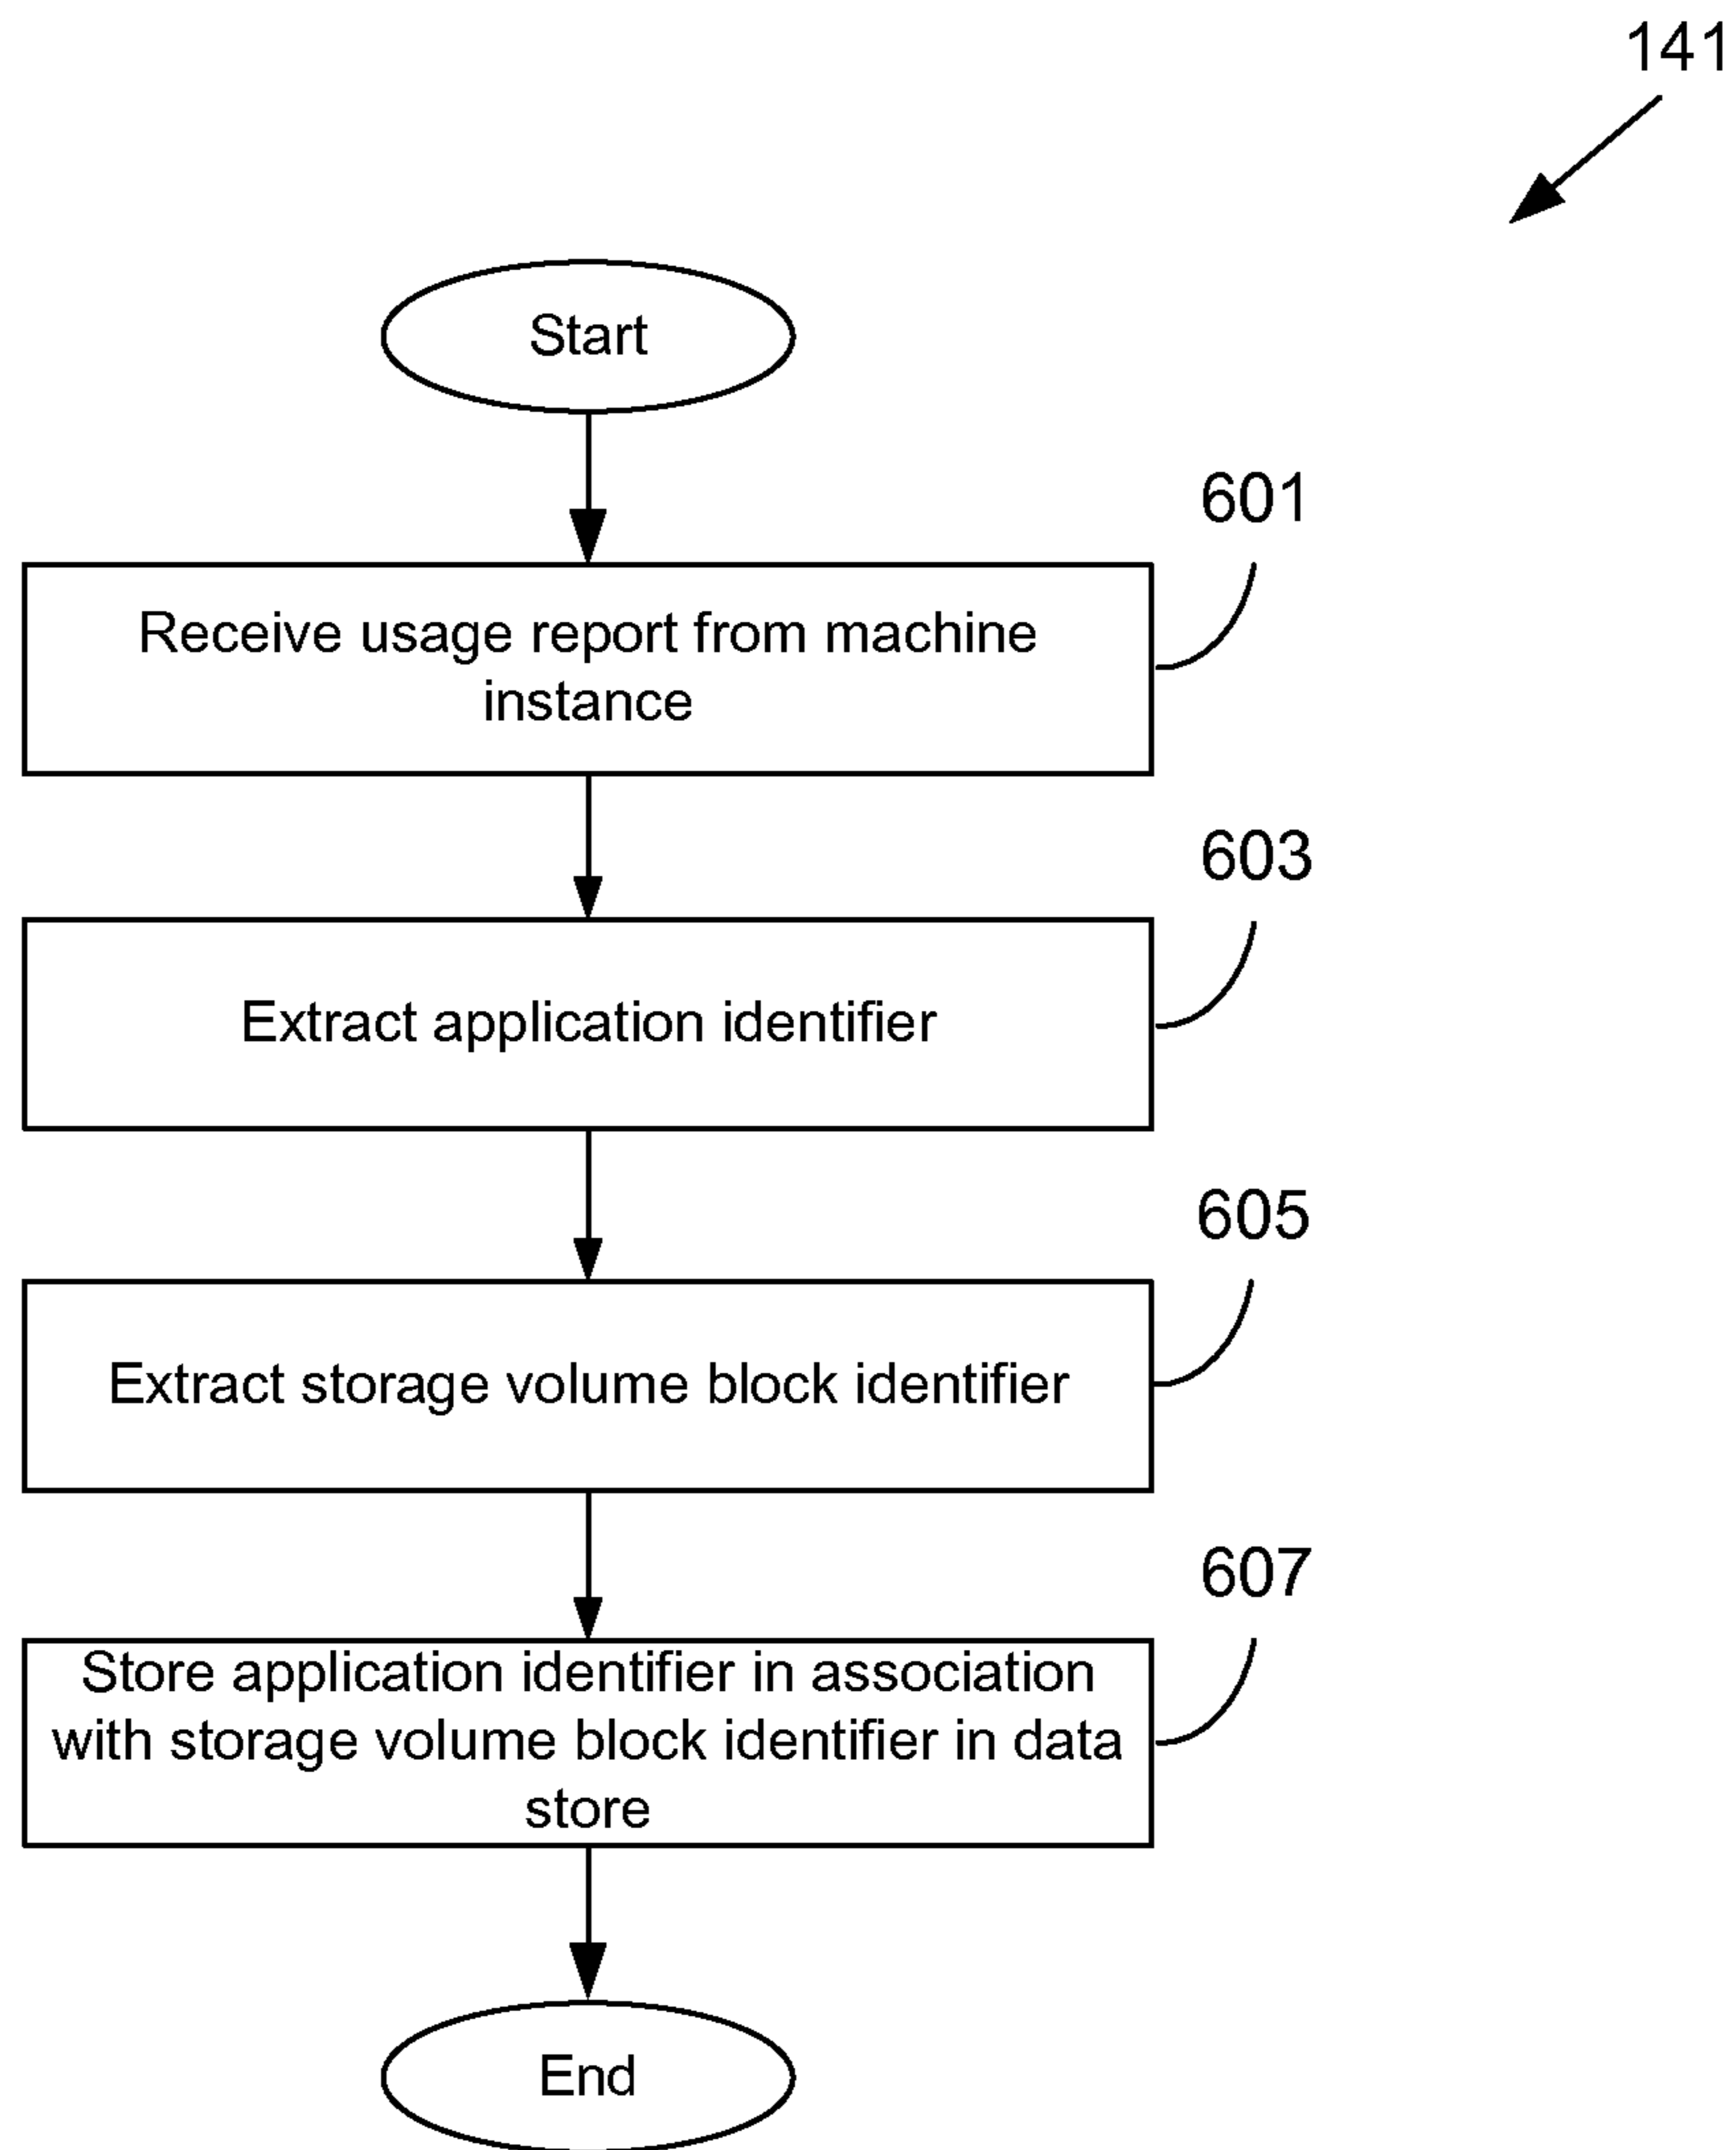 141
Start
601
Receive usage report from machine
instance
603
Extract application identifier
605
Extract storage volume block identifier
607
Store application identifier in association
with storage volume block identifier in data
store
End